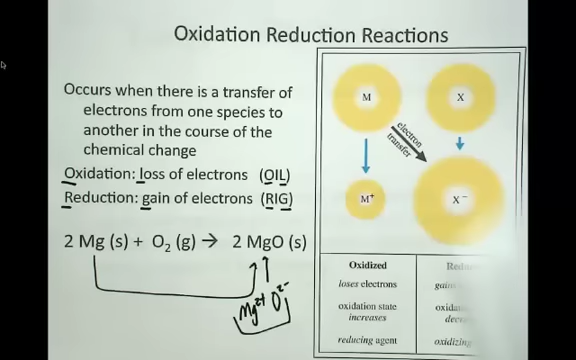 Oxidation Reduction Reactions
Occurs when there is a transfer of
electrons from one species to
another in the course of the
chemical change
Oxidation: loss of electrons (OIL)
Reduction: gain of electrons (RIG)
2 Mg (s) + O₂ (g) → 2 MgO (s)
Mg²⁺ O²⁻
M X
electron
transfer
M⁺ X⁻
Oxidized
loses electrons
oxidation state
increases
reducing agent
oxidizing